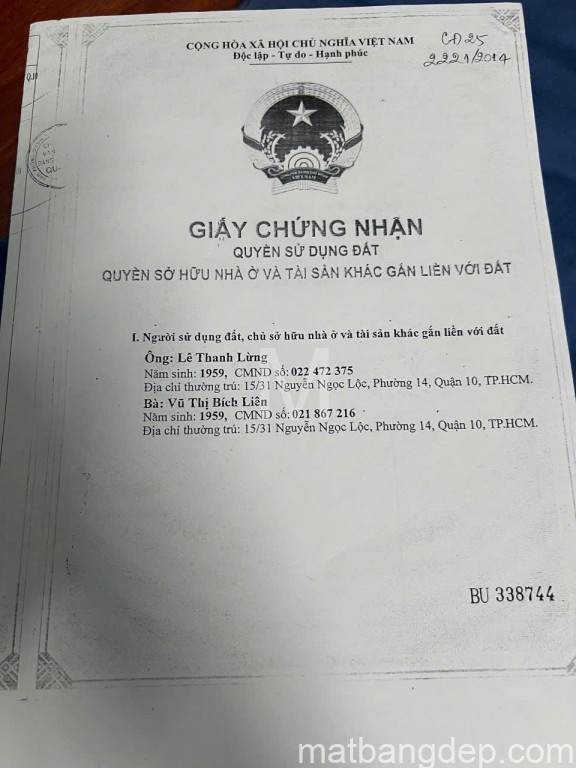 CỘNG HÒA XÃ HỘI CHỦ NGHĨA VIỆT NAM
Độc lập - Tự do - Hạnh phúc
CĐ25
2221/2014
GIẤY CHỨNG NHẬN
QUYỀN SỬ DỤNG ĐẤT
QUYỀN SỞ HỮU NHÀ Ở VÀ TÀI SẢN KHÁC GẮN LIỀN VỚI ĐẤT
I. Người sử dụng đất, chủ sở hữu nhà ở và tài sản khác gắn liền với đất
Ông: Lê Thanh Lừng
Năm sinh: 1959, CMND số: 022 472 375
Địa chỉ thường trú: 15/31 Nguyễn Ngọc Lộc, Phường 14, Quận 10, TP.HCM.
Bà: Vũ Thị Bích Liên
Năm sinh: 1959, CMND số: 021 867 216
Địa chỉ thường trú: 15/31 Nguyễn Ngọc Lộc, Phường 14, Quận 10, TP.HCM.
M
BU 338744
matbangdep.com